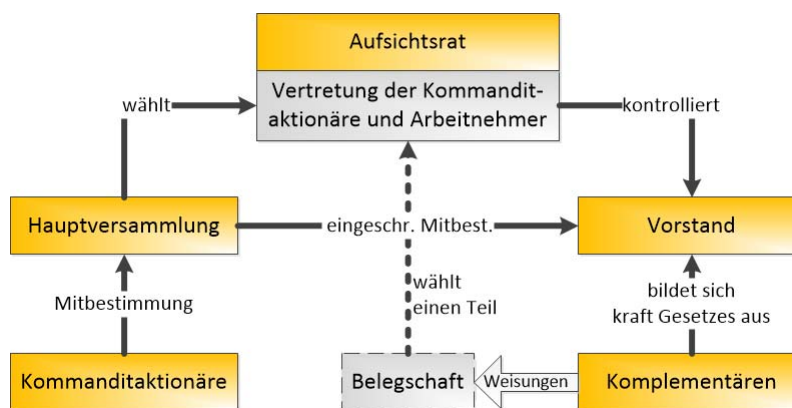 Aufsichtsrat
Vertretung der Kommandit-
aktionäre und Arbeitnehmer
wählt
kontrolliert
Hauptversammlung
eingeschr. Mitbest.
Vorstand
Mitbestimmung
wählt
einen Teil
bildet sich
kraft Gesetzes aus
Kommanditaktionäre
Belegschaft
Weisungen
Komplementären